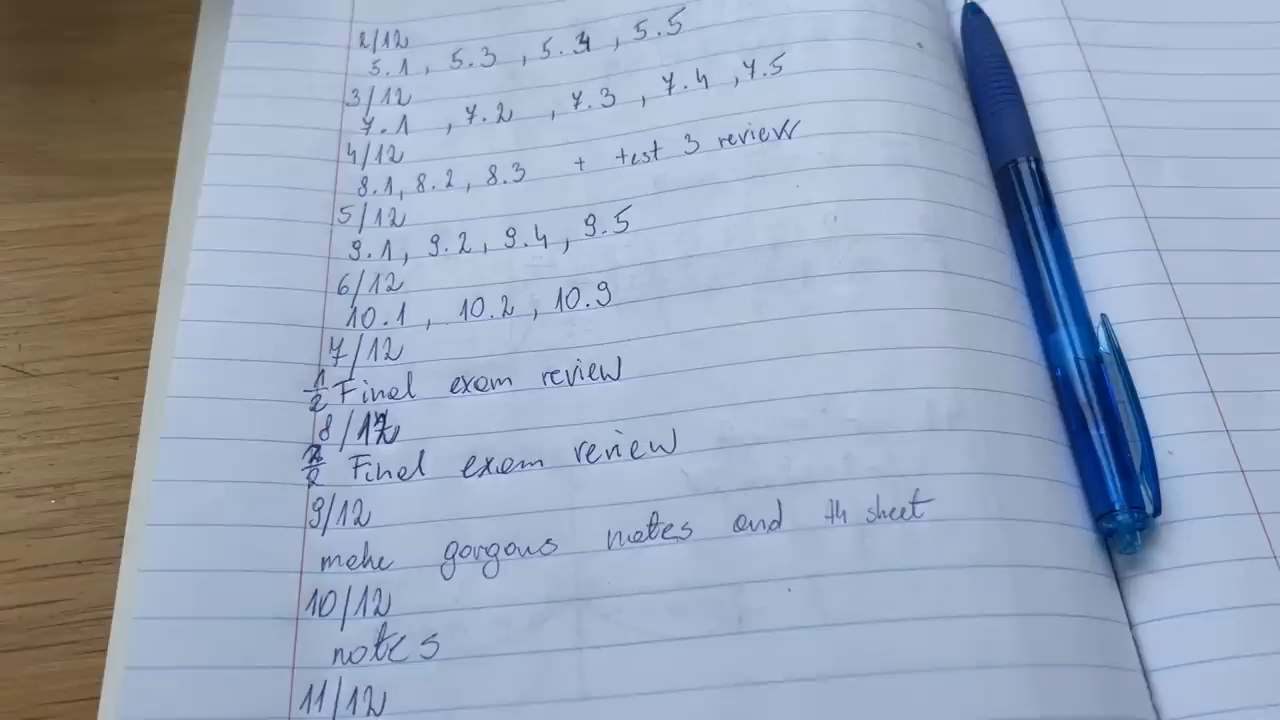 2/12
5.1, 5.3, 5.4, 5.5
3/12
7.1, 7.2, 7.3, 7.4, 7.5
4/12
8.1, 8.2, 8.3 + test 3 review
5/12
9.1, 9.2, 9.4, 9.5
6/12
10.1, 10.2, 10.9
7/12
1/2 Final exam review
8/12
2/2 Final exam review
9/12
make gorgous notes and A4 sheet
10/12
notes
11/12